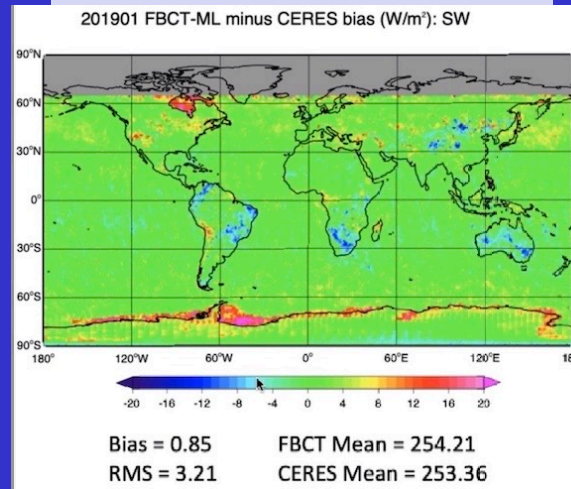 201901 FBCT-ML minus CERES bias (W/m²): SW
90°N
60°N
30°N
0°
30°S
60°S
90°S
180° 120°W 60°W 0° 60°E 120°E 18
-20 -16 -12 -8 -4 0 4 8 12 16 20
Bias = 0.85 FBCT Mean = 254.21
RMS = 3.21 CERES Mean = 253.36